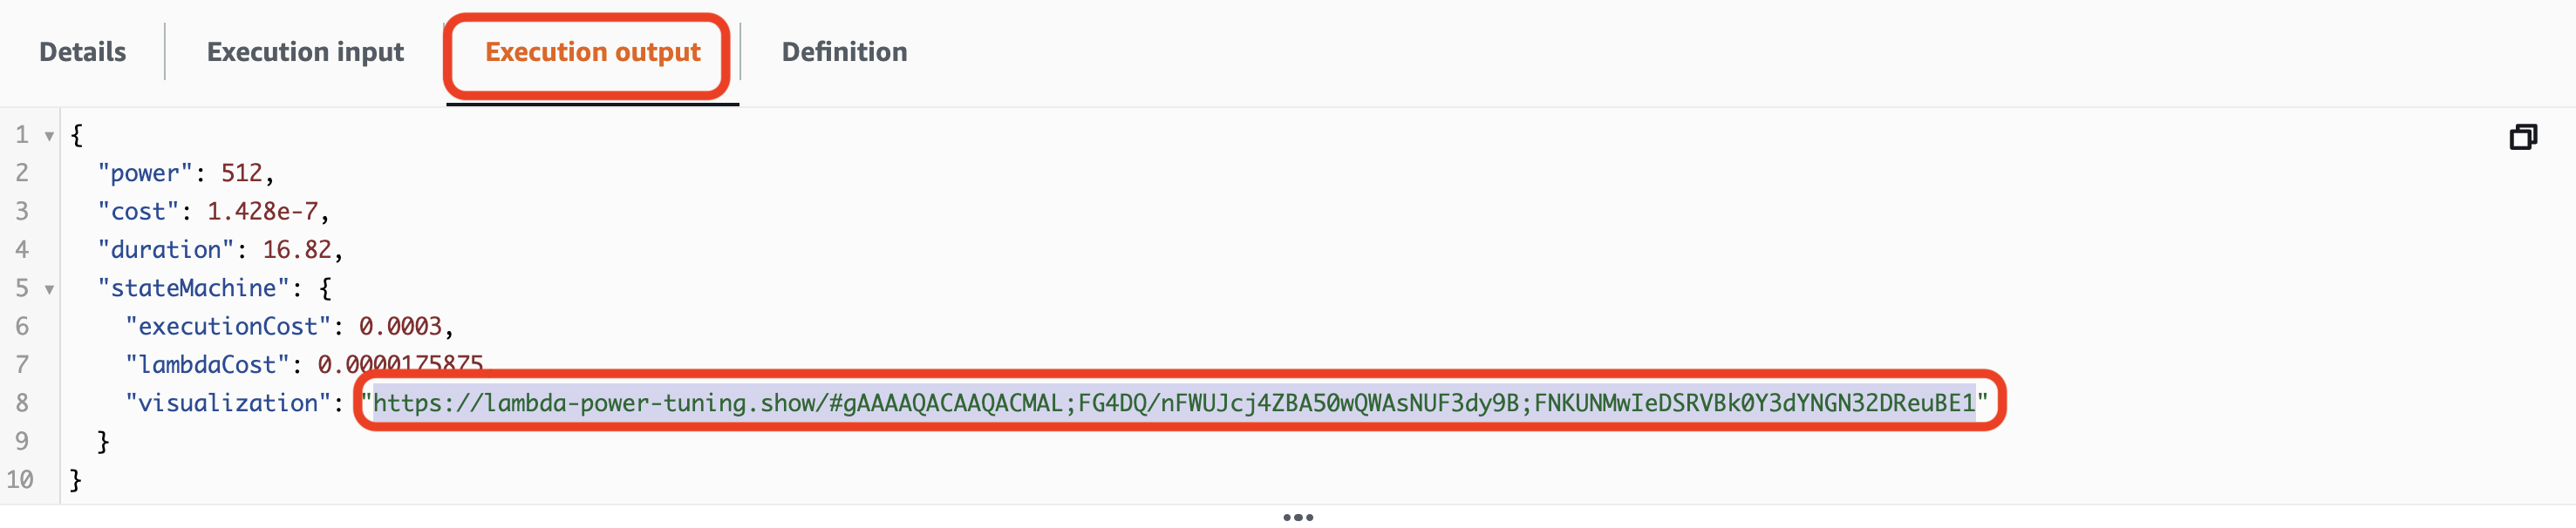 Details Execution input Execution output Definition
1 {
2 "power": 512,
3 "cost": 1.428e-7,
4 "duration": 16.82,
5 "stateMachine": {
6 "executionCost": 0.0003,
7 "lambdaCost": 0.0000175875
8 "visualization": "https://lambda-power-tuning.show/#gAAAAQACAAQACMAL;FG4DQ/nFWUJcj4ZBA50wQWAsNUF3dy9B;FNKUNMwIeDSRVBk0Y3dYNGN32DReuBE1"
9 }
10 }